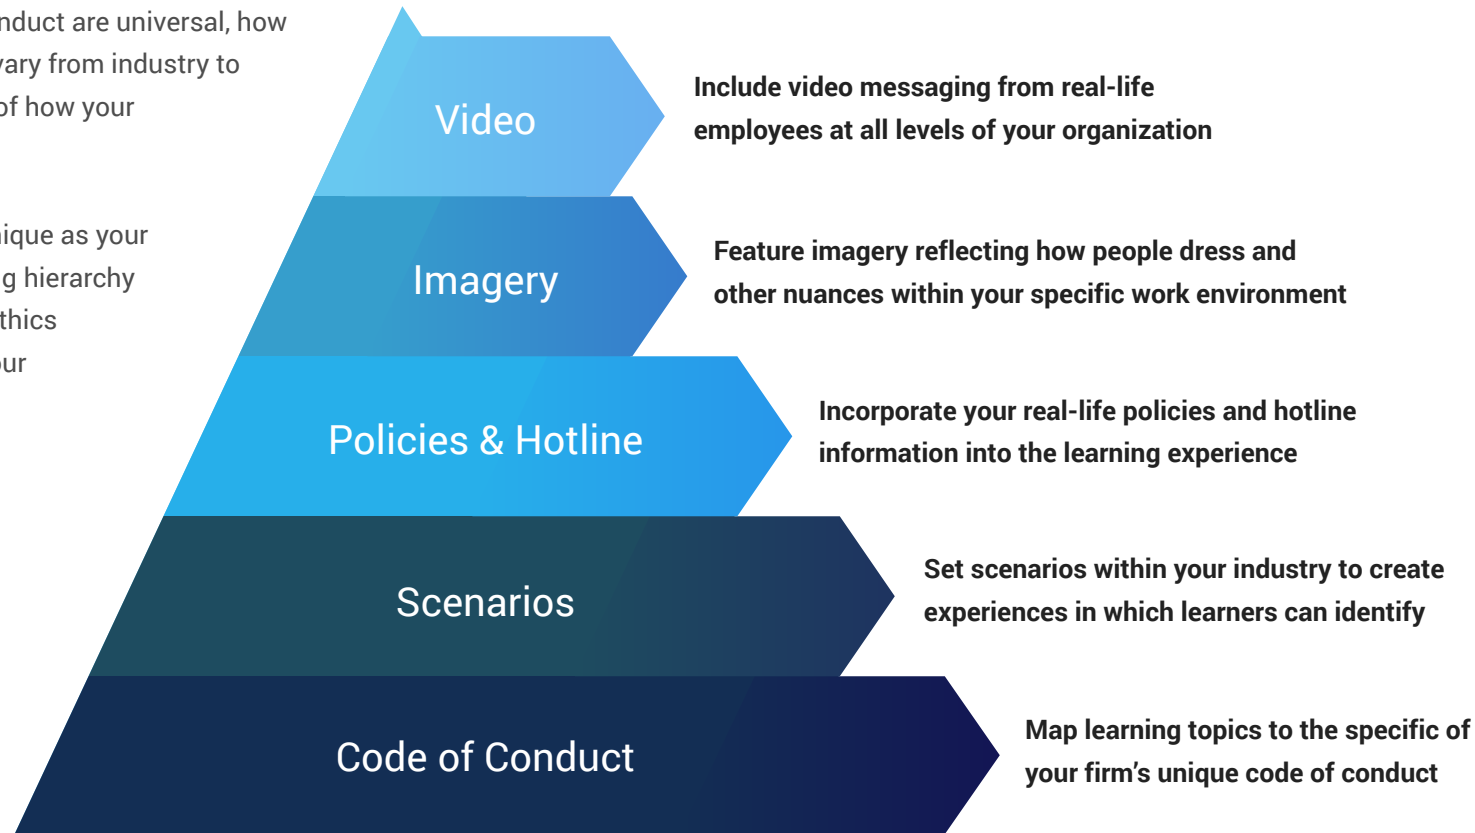 nduct are universal, how
vary from industry to
of how your
nique as your
g hierarchy
thics
ur
Video
Include video messaging from real-life
employees at all levels of your organization
Imagery
Feature imagery reflecting how people dress and
other nuances within your specific work environment
Policies & Hotline
Incorporate your real-life policies and hotline
information into the learning experience
Scenarios
Set scenarios within your industry to create
experiences in which learners can identify
Code of Conduct
Map learning topics to the specific of
your firm’s unique code of conduct